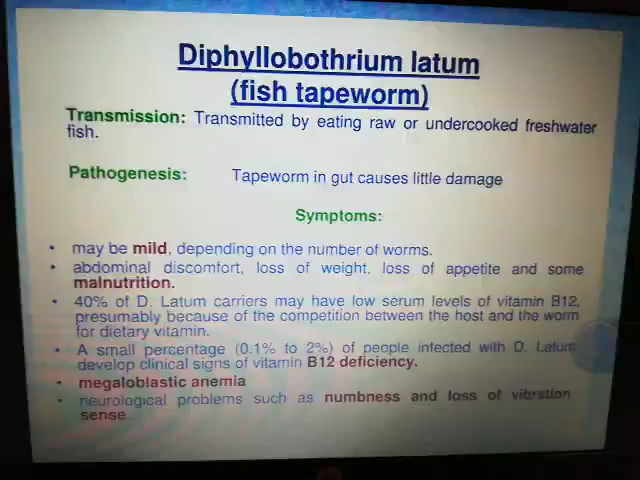 Diphyllobothrium latum
(fish tapeworm)
Transmission: Transmitted by eating raw or undercooked freshwater
fish.
Pathogenesis: Tapeworm in gut causes little damage
Symptoms:
• may be mild, depending on the number of worms.
• abdominal discomfort, loss of weight, loss of appetite and some
malnutrition.
• 40% of D. Latum carriers may have low serum levels of vitamin B12,
presumably because of the competition between the host and the worm
for dietary vitamin.
• A small percentage (0.1% to 2%) of people infected with D. Latum
develop clinical signs of vitamin B12 deficiency.
• megaloblastic anemia
• neurological problems such as numbness and loss of vibration
sense